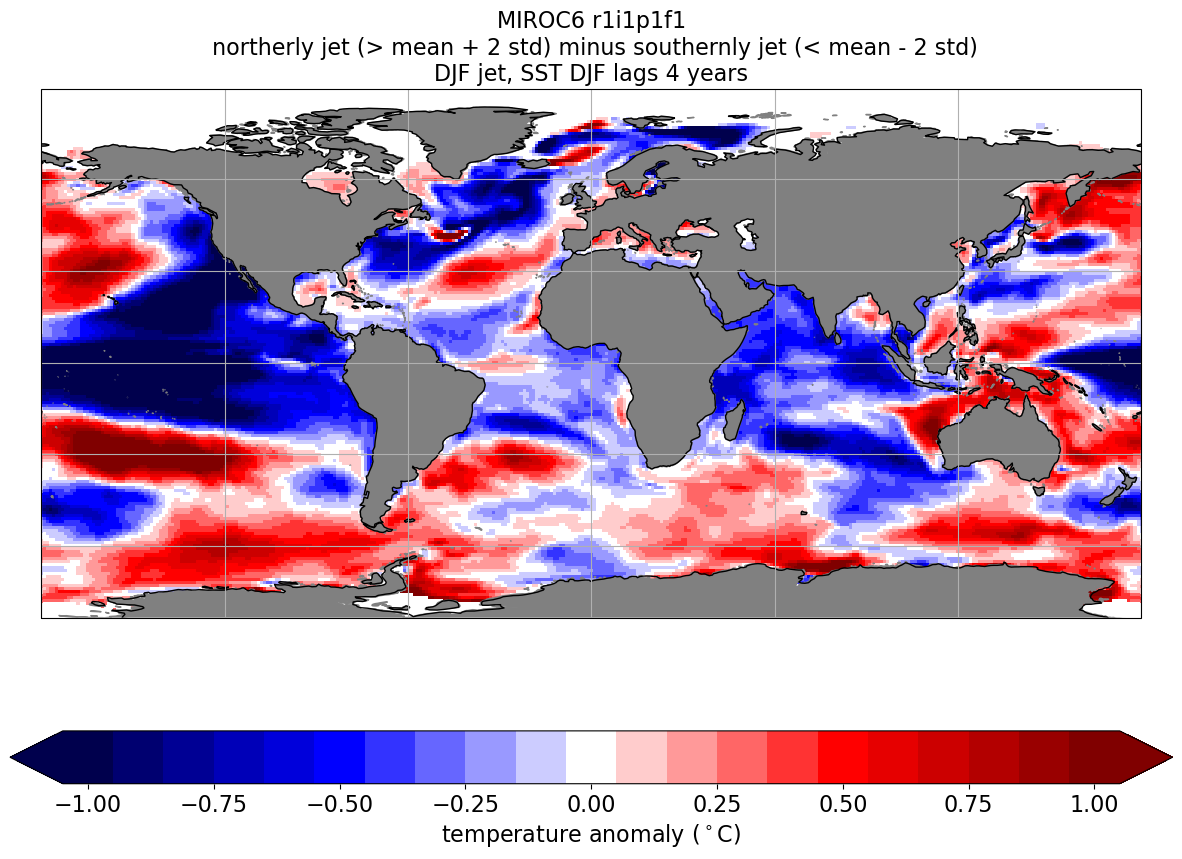 MIROC6 r1i1p1f1
northerly jet (> mean + 2 std) minus southernly jet (< mean - 2 std)
DJF jet, SST DJF lags 4 years
−1.00 −0.75 −0.50 −0.25 0.00 0.25 0.50 0.75 1.00
temperature anomaly (°C)